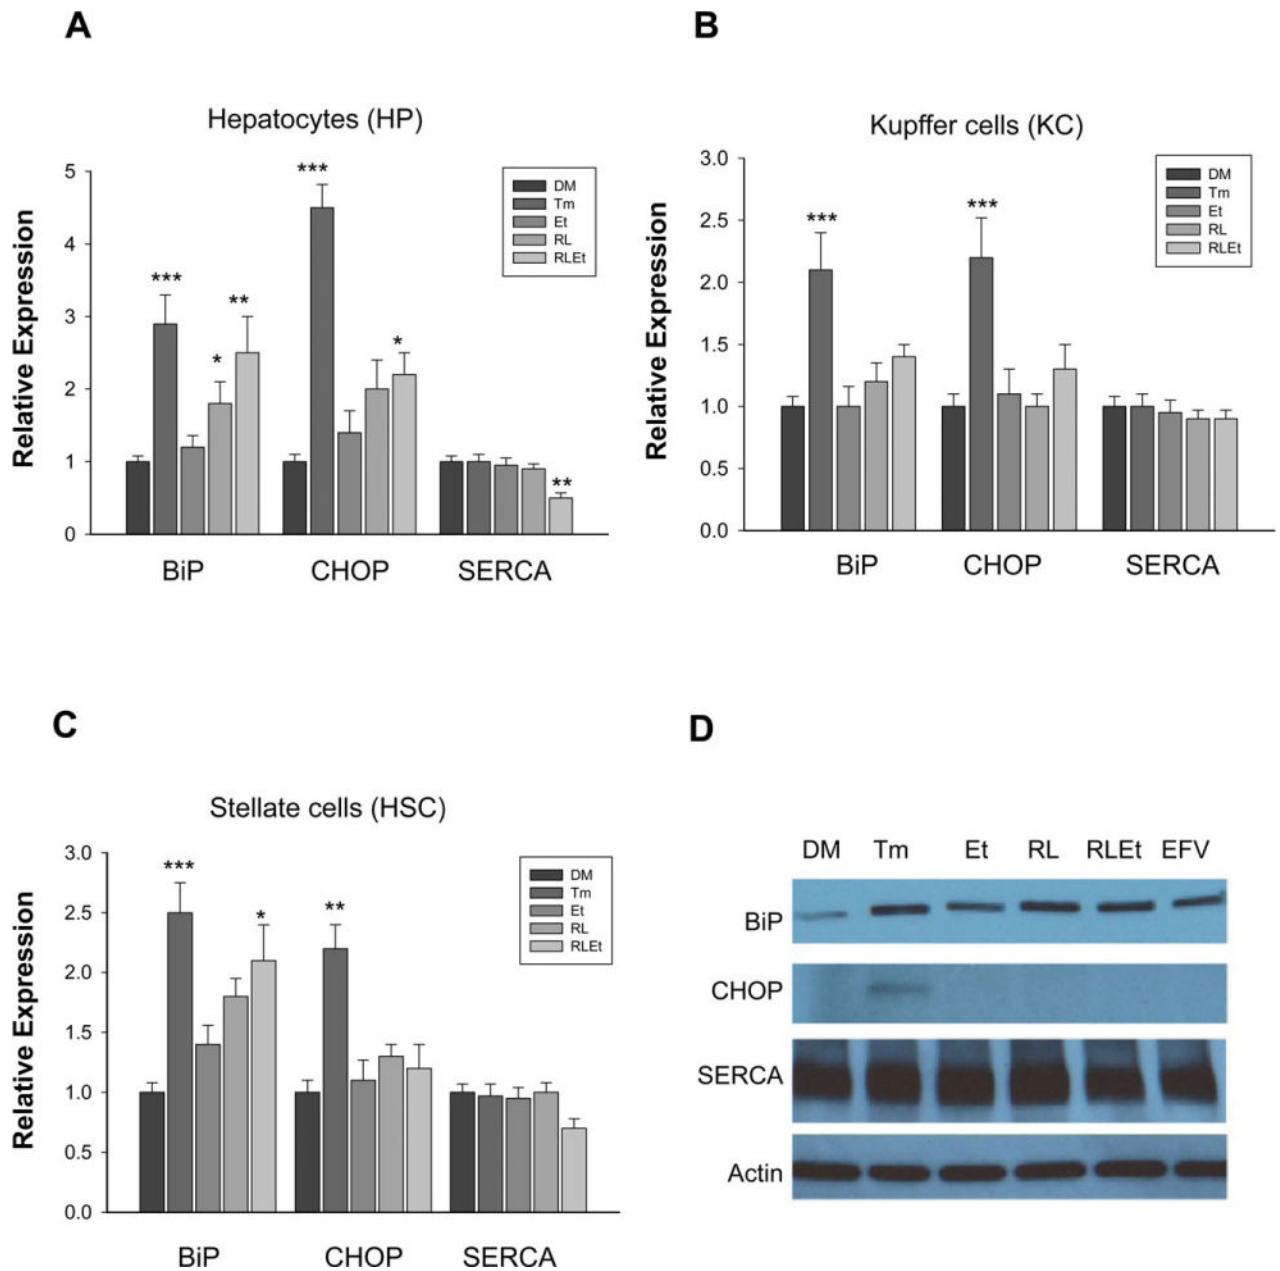 A
Hepatocytes (HP)
Relative Expression
5
4
3
2
1
0
***
*
**
***
*
**
DM
Tm
Et
RL
RLEt
BiP CHOP SERCA
B
Kupffer cells (KC)
Relative Expression
3.0
2.5
2.0
1.5
1.0
0.5
0.0
***
***
DM
Tm
Et
RL
RLEt
BiP CHOP SERCA
C
Stellate cells (HSC)
Relative Expression
3.0
2.5
2.0
1.5
1.0
0.5
0.0
***
*
**
DM
Tm
Et
RL
RLEt
BiP CHOP SERCA
D
DM Tm Et RL RLEt EFV
BiP
CHOP
SERCA
Actin